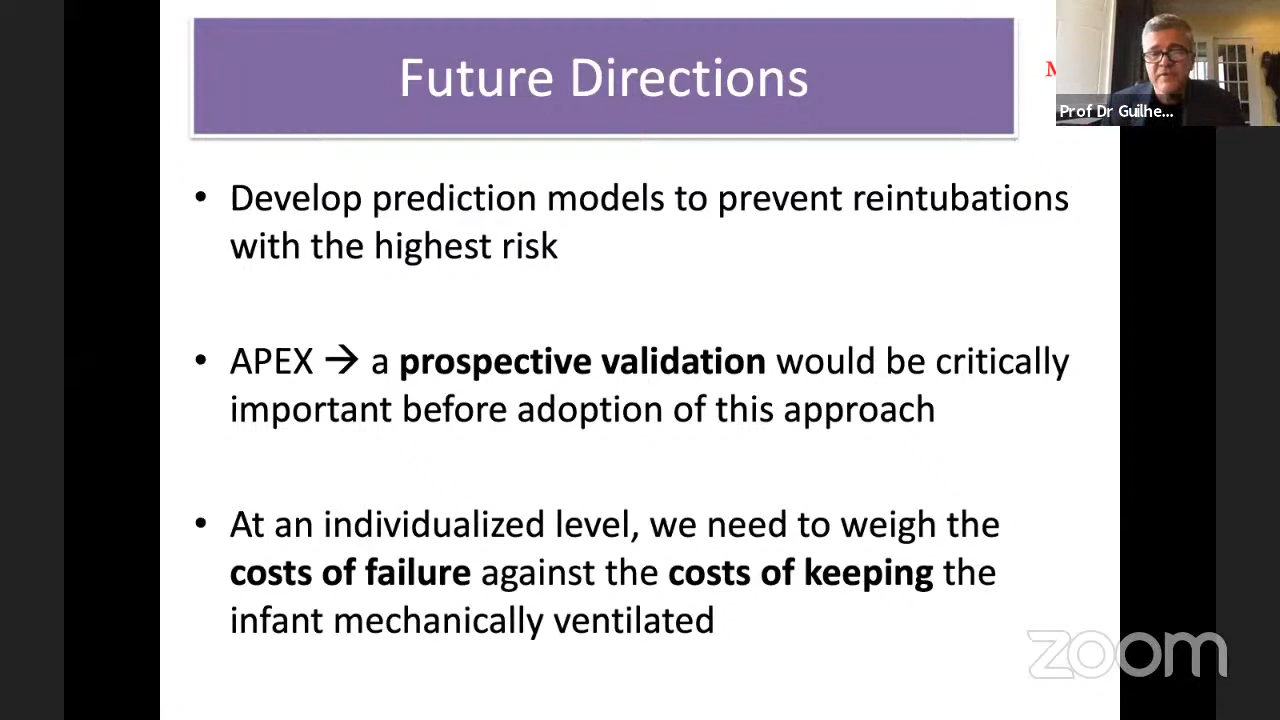 Future Directions
M
Prof Dr Guilhe...
• Develop prediction models to prevent reintubations
with the highest risk
• APEX → a prospective validation would be critically
important before adoption of this approach
• At an individualized level, we need to weigh the
costs of failure against the costs of keeping the
infant mechanically ventilated
zoom